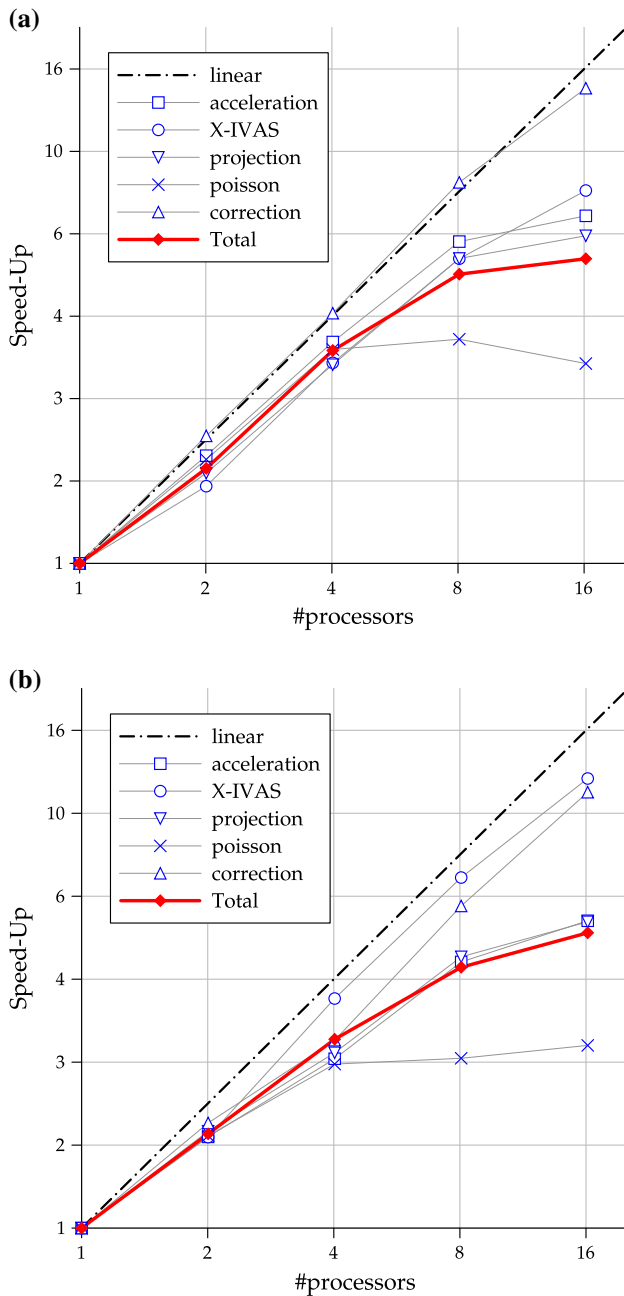 (a)
16
10
6
4
3
2
1
Speed-Up
linear
acceleration
X-IVAS
projection
poisson
correction
Total
1
2
4
8
16
#processors
(b)
16
10
6
4
3
2
1
Speed-Up
linear
acceleration
X-IVAS
projection
poisson
correction
Total
1
2
4
8
16
#processors